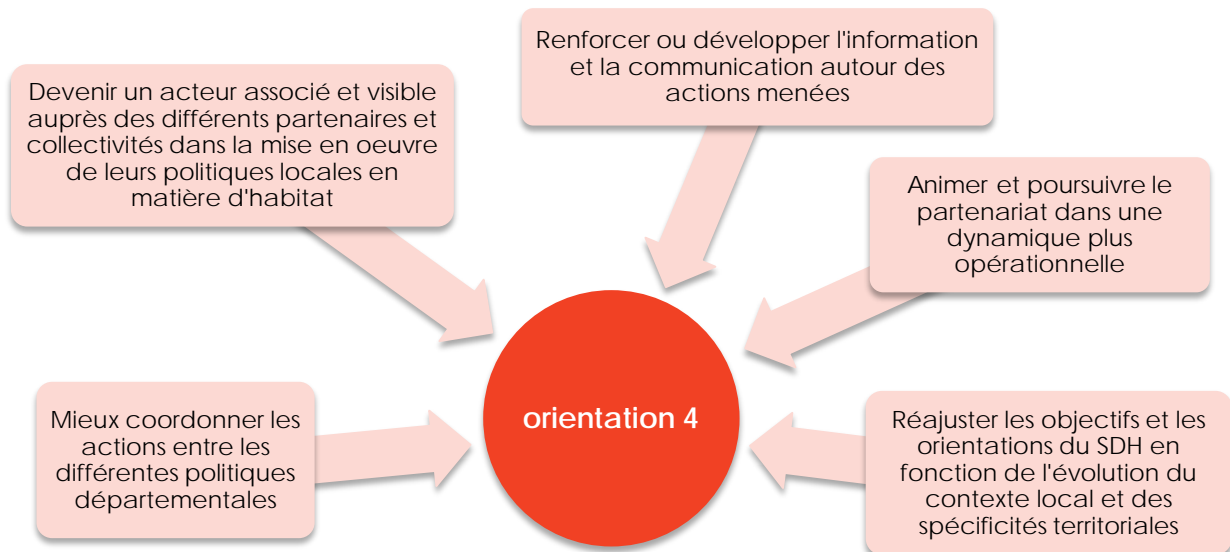 Renforcer ou développer l'information
et la communication autour des
actions menées
Devenir un acteur associé et visible
auprès des différents partenaires et
collectivités dans la mise en oeuvre
de leurs politiques locales en
matière d'habitat
Animer et poursuivre le
partenariat dans une
dynamique plus
opérationnelle
orientation 4
Mieux coordonner les
actions entre les
différentes politiques
départementales
Réajuster les objectifs et les
orientations du SDH en
fonction de l'évolution du
contexte local et des
spécificités territoriales